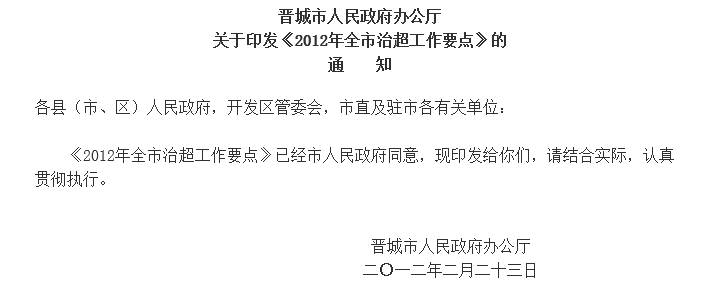 晋城市人民政府办公厅
关于印发《2012年全市治超工作要点》的
通　　知
各县（市、区）人民政府，开发区管委会，市直及驻市各有关单位：
《2012年全市治超工作要点》已经市人民政府同意，现印发给你们，请结合实际，认真
贯彻执行。
晋城市人民政府办公厅
二〇一二年二月二十三日